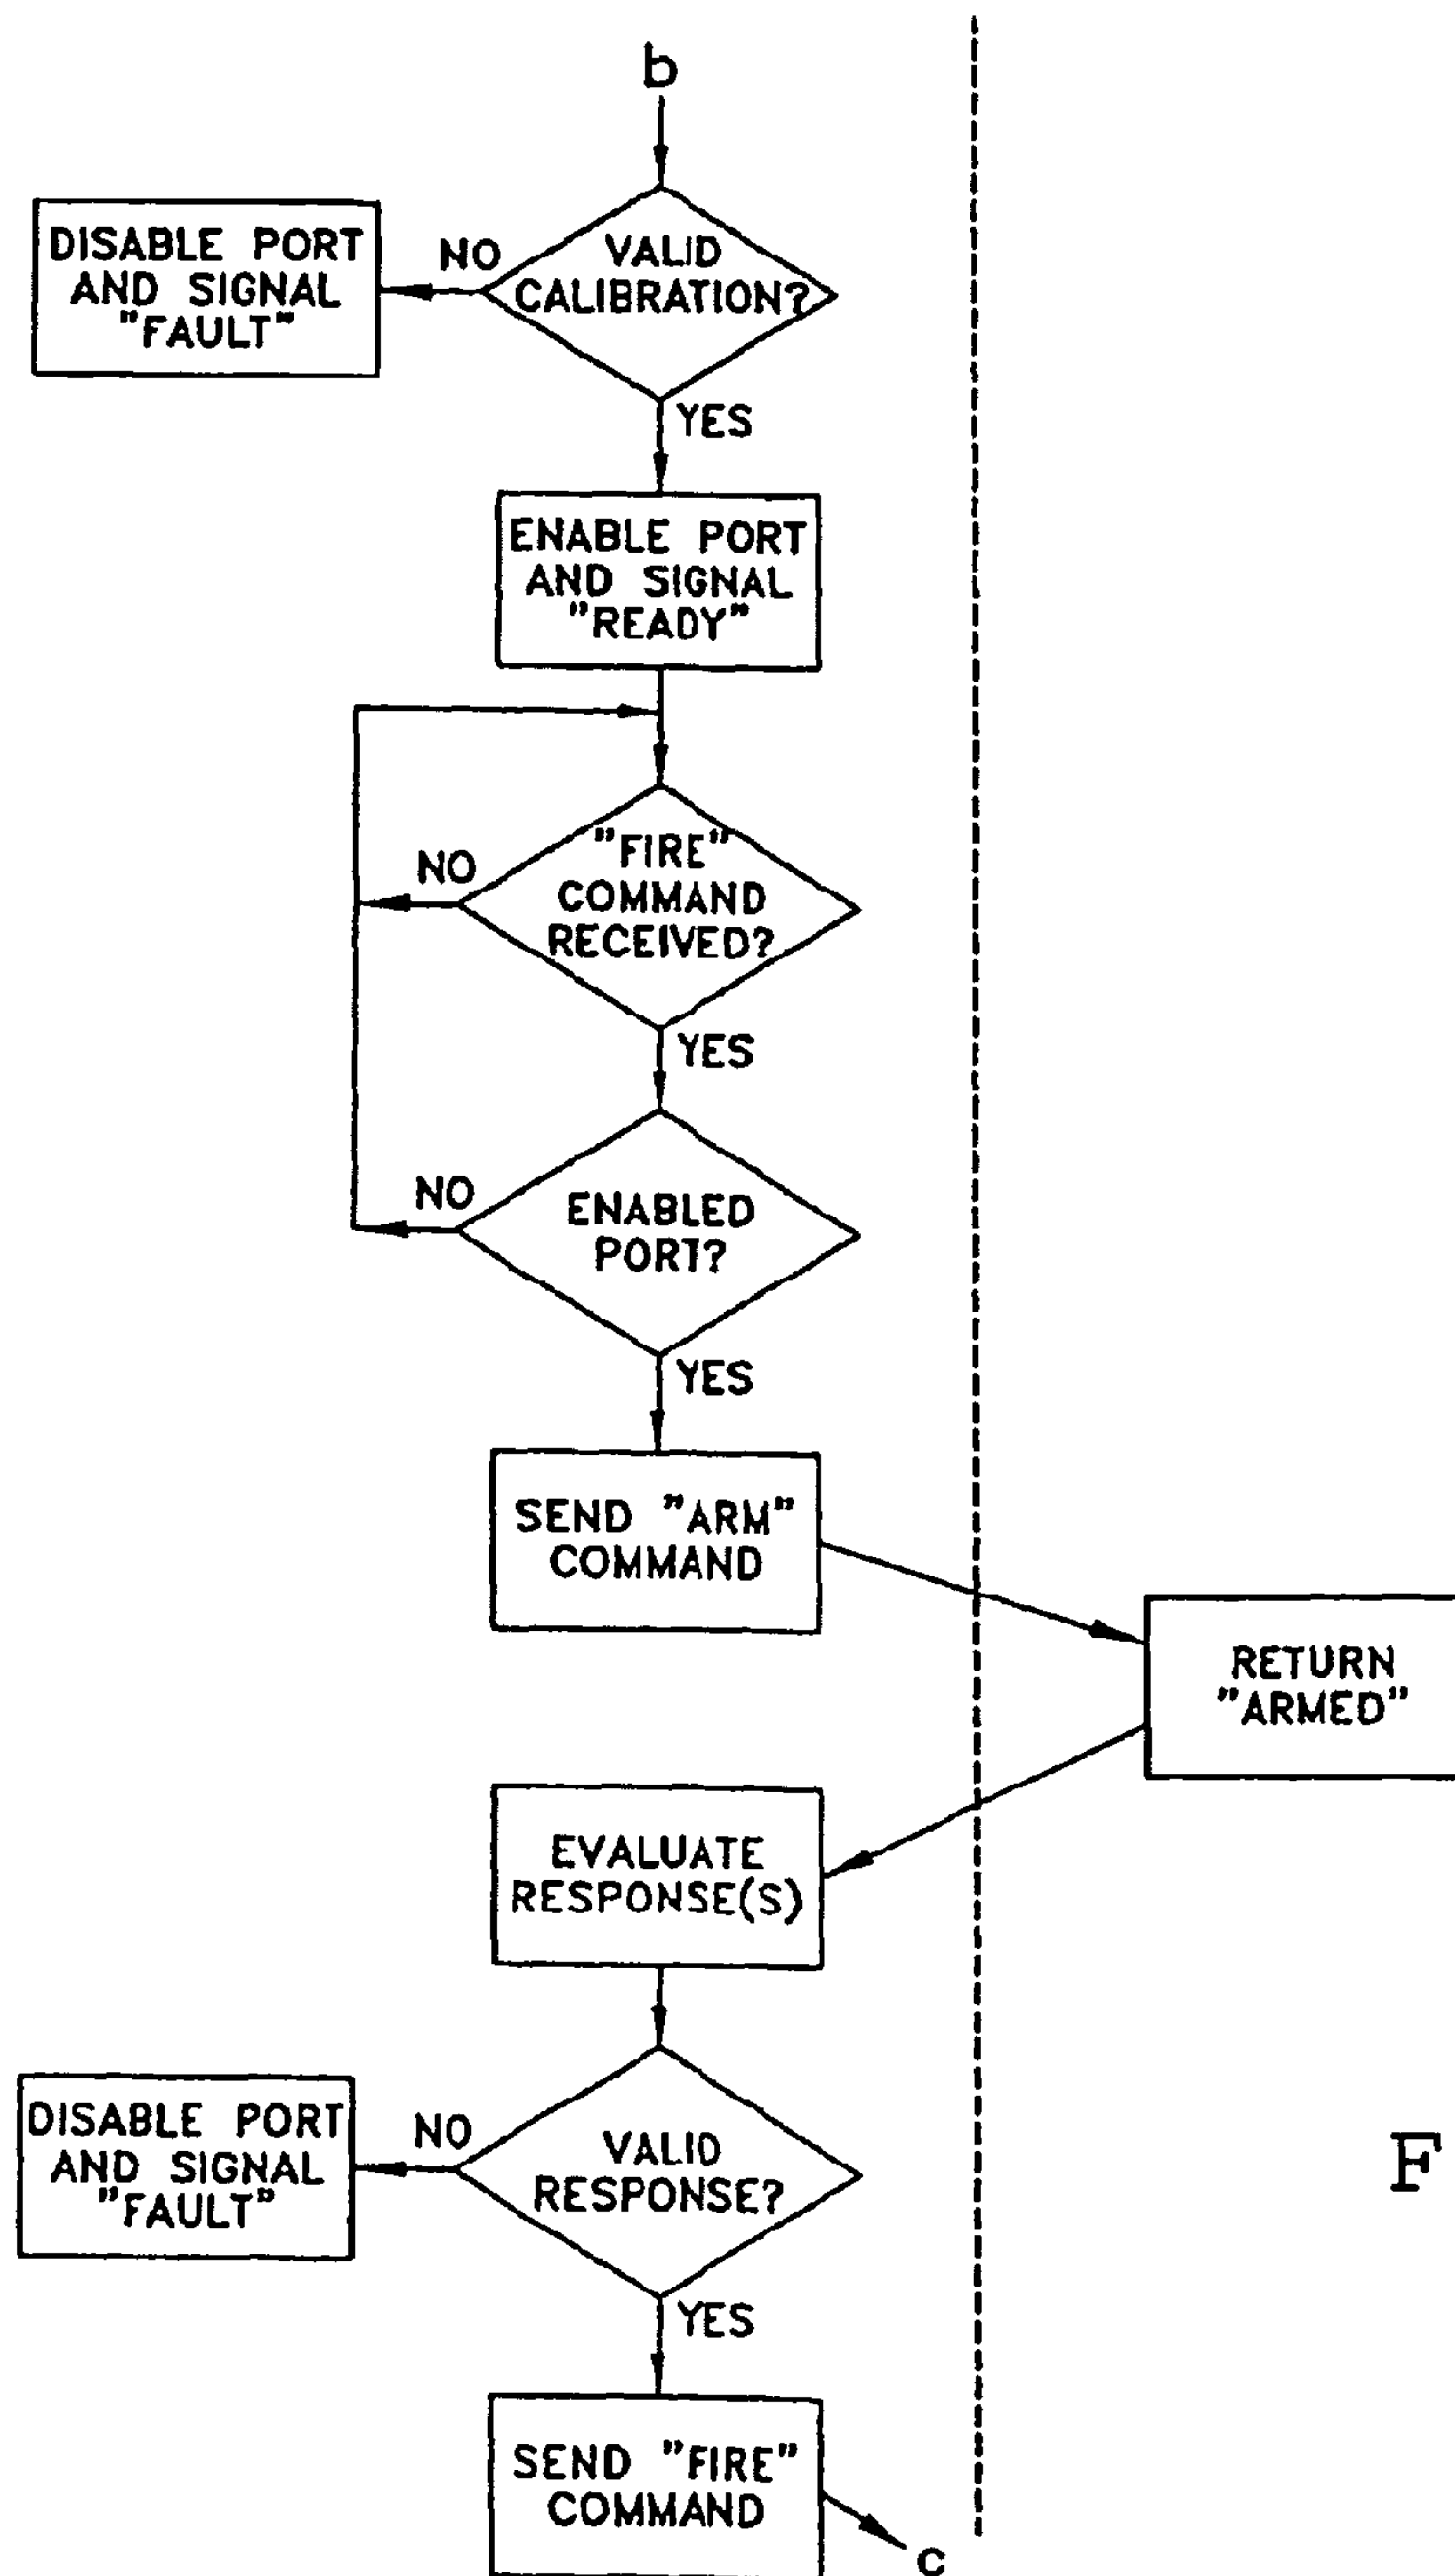 b
VALID
CALIBRATION?
NO
DISABLE PORT
AND SIGNAL
"FAULT"
YES
ENABLE PORT
AND SIGNAL
"READY"
"FIRE"
COMMAND
RECEIVED?
NO
YES
ENABLED
PORT?
NO
YES
SEND "ARM"
COMMAND
RETURN
"ARMED"
EVALUATE
RESPONSE(S)
VALID
RESPONSE?
NO
DISABLE PORT
AND SIGNAL
"FAULT"
F
YES
SEND "FIRE"
COMMAND
c